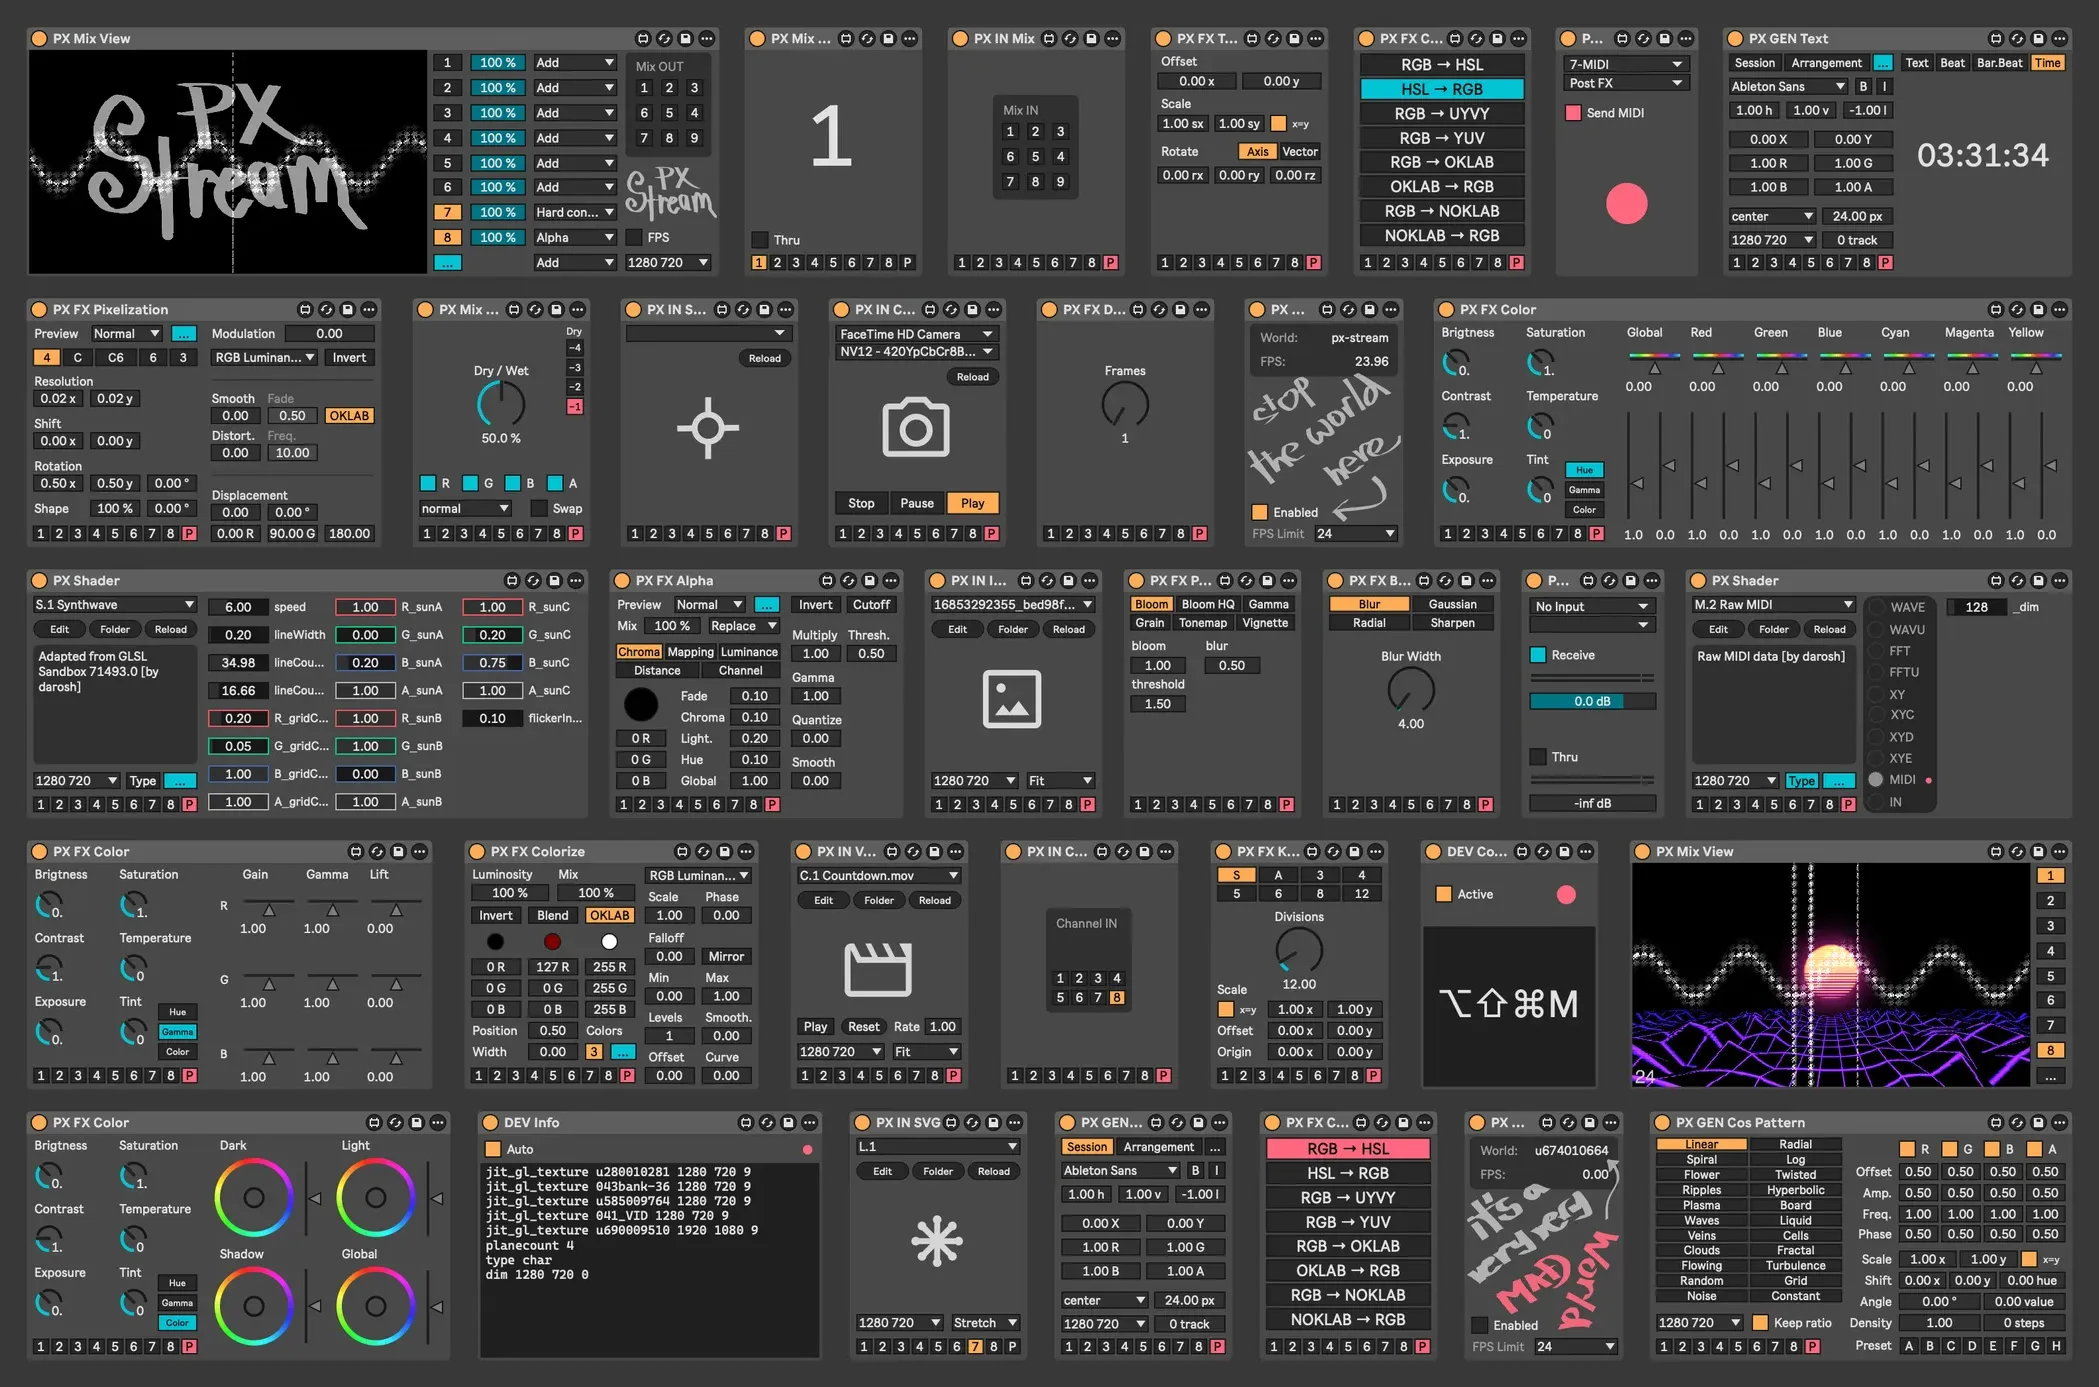 PX Mix View
PX Stream
1 100 % Add
2 100 % Add
3 100 % Add
4 100 % Add
5 100 % Add
6 100 % Add
7 100 % Hard con...
8 100 % Alpha
... Add
Mix OUT
1 2 3
6 5 4
7 8 9
PX Stream
FPS
1280 720
PX Mix ...
1
Thru
1 2 3 4 5 6 7 8 P
PX IN Mix
Mix IN
1 2 3
6 5 4
7 8 9
1 2 3 4 5 6 7 8 P
PX FX T...
Offset
0.00 x 0.00 y
Scale
1.00 sx 1.00 sy x=y
Rotate Axis Vector
0.00 rx 0.00 ry 0.00 rz
1 2 3 4 5 6 7 8 P
PX FX C...
RGB → HSL
HSL → RGB
RGB → UYVY
RGB → YUV
RGB → OKLAB
OKLAB → RGB
RGB → NOKLAB
NOKLAB → RGB
1 2 3 4 5 6 7 8 P
P...
7-MIDI
Post FX
Send MIDI
PX GEN Text
Session Arrangement ... Text Beat Bar.Beat Time
Ableton Sans B I
1.00 h 1.00 v -1.00 l
0.00 X 0.00 Y
1.00 R 1.00 G
1.00 B 1.00 A
center 24.00 px
1280 720 0 track
1 2 3 4 5 6 7 8 P
03:31:34
PX FX Pixelization
Preview Normal ... Modulation 0.00
4 C C6 6 3 RGB Luminan... Invert
Resolution
0.02 x 0.02 y
Smooth Fade
0.00 0.50 OKLAB
Shift
0.00 x 0.00 y
Distort. Freq.
0.00 10.00
Rotation
0.50 x 0.50 y 0.00 °
Displacement
0.00 0.00 °
Shape 100 % 0.00 °
1 2 3 4 5 6 7 8 P 0.00 R 90.00 G 180.00
PX Mix ...
Dry
-4
-3
-2
-1
Dry / Wet
50.0 %
R G B A
normal Swap
1 2 3 4 5 6 7 8 P
PX IN S...
Reload
1 2 3 4 5 6 7 8 P
PX IN C...
FaceTime HD Camera
NV12 - 420YpCbCr8B...
Reload
Stop Pause Play
1 2 3 4 5 6 7 8 P
PX FX D...
Frames
1
1 2 3 4 5 6 7 8 P
PX ...
World: px-stream
FPS: 23.96
stop
the world
here
Enabled
FPS Limit 24
PX FX Color
Brigtness Saturation Global Red Green Blue Cyan Magenta Yellow
0. 1. 0.00 0.00 0.00 0.00 0.00 0.00 0.00
Contrast Temperature
1. 0
Exposure Tint Hue
0. 0 Gamma
Color
1 2 3 4 5 6 7 8 P 1.0 0.0 1.0 0.0 1.0 0.0 1.0 0.0 1.0 0.0 1.0 0.0 1.0 0.0
PX Shader
S.1 Synthwave
Edit Folder Reload
Adapted from GLSL
Sandbox 71493.0 [by
darosh]
1280 720 Type ...
1 2 3 4 5 6 7 8 P
6.00 speed 1.00 R_sunA 1.00 R_sunC
0.20 lineWidth 0.00 G_sunA 0.20 G_sunC
34.98 lineCou... 0.20 B_sunA 0.75 B_sunC
16.66 lineCou... 1.00 A_sunA 1.00 A_sunC
0.20 R_gridC... 1.00 R_sunB 0.10 flickerIn...
0.05 G_gridC... 1.00 G_sunB
1.00 B_gridC... 0.00 B_sunB
1.00 A_gridC... 1.00 A_sunB
PX FX Alpha
Preview Normal ... Invert Cutoff
Mix 100 % Replace
Chroma Mapping Luminance
Distance Channel
Multiply Thresh.
1.00 0.50
Fade 0.10
Chroma 0.10
0 R Light. 0.20
0 G Hue 0.10
0 B Global 1.00
Gamma
1.00
Quantize
0.00
Smooth
0.00
1 2 3 4 5 6 7 8 P
PX IN I...
16853292355_bed98f...
Edit Folder Reload
1280 720 Fit
1 2 3 4 5 6 7 8 P
PX FX P...
Bloom Bloom HQ Gamma
Grain Tonemap Vignette
bloom blur
1.00 0.50
threshold
1.50
1 2 3 4 5 6 7 8 P
PX FX B...
Blur Gaussian
Radial Sharpen
Blur Width
4.00
1 2 3 4 5 6 7 8 P
P...
No Input
Receive
0.0 dB
Thru
-inf dB
PX Shader
M.2 Raw MIDI
Edit Folder Reload
Raw MIDI data [by darosh]
1280 720 Type ...
1 2 3 4 5 6 7 8 P
WAVE
WAVU
FFT
FFTU
XY
XYC
XYD
XYE
MIDI
IN
128 _dim
PX FX Color
Brigtness Saturation Gain Gamma Lift
0. 1. R 1.00 1.00 0.00
Contrast Temperature
1. 0 G 1.00 1.00 0.00
Exposure Tint Hue
0. 0 Gamma
Color B 1.00 1.00 0.00
1 2 3 4 5 6 7 8 P
PX FX Colorize
Luminosity Mix RGB Luminan...
100 % 100 % Scale Phase
Invert Blend OKLAB 1.00 0.00
Falloff
0.00 Mirror
0 R 127 R 255 R Min Max
0 G 0 G 255 G 0.00 1.00
0 B 0 B 255 B Levels Smooth.
Position 0.50 Colors 1 0.00
Width 0.00 3 ... Offset Curve
1 2 3 4 5 6 7 8 P 0.00 0.00
PX IN V...
C.1 Countdown.mov
Edit Folder Reload
Play Reset Rate 1.00
1280 720 Fit
1 2 3 4 5 6 7 8 P
PX IN C...
Channel IN
1 2 3 4
5 6 7 8
1 2 3 4 5 6 7 8 P
PX FX K...
S A 3 4
5 6 8 12
Divisions
12.00
Scale
x=y 1.00 x 1.00 y
Offset 0.00 x 0.00 y
Origin 0.00 x 0.00 y
1 2 3 4 5 6 7 8 P
DEV Co...
Active
⌥⇧⌘M
PX Mix View
24
1
2
3
4
5
6
7
8
...
PX FX Color
Brigtness Saturation Dark Light
0. 1.
Contrast Temperature
1. 0 Shadow Global
Exposure Tint Hue
0. 0 Gamma
Color
1 2 3 4 5 6 7 8 P
DEV Info
Auto
jit_gl_texture u280010281 1280 720 9
jit_gl_texture 043bank-36 1280 720 9
jit_gl_texture u585009764 1280 720 9
jit_gl_texture 041_VID 1280 720 9
jit_gl_texture u690009510 1920 1080 9
planecount 4
type char
dim 1280 720 0
PX IN SVG
L.1
Edit Folder Reload
1280 720 Stretch
1 2 3 4 5 6 7 8 P
PX GEN...
Session Arrangement ...
Ableton Sans B I
1.00 h 1.00 v -1.00 l
0.00 X 0.00 Y
1.00 R 1.00 G
1.00 B 1.00 A
center 24.00 px
1280 720 0 track
1 2 3 4 5 6 7 8 P
PX FX C...
RGB → HSL
HSL → RGB
RGB → UYVY
RGB → YUV
RGB → OKLAB
OKLAB → RGB
RGB → NOKLAB
NOKLAB → RGB
1 2 3 4 5 6 7 8 P
PX ...
World: u674010664
FPS: 0.00
it's a
very very
MAD
World
Enabled
FPS Limit 24
PX GEN Cos Pattern
Linear Radial
Spiral Log
Flower Twisted
Ripples Hyperbolic
Plasma Board
Waves Liquid
Veins Cells
Clouds Fractal
Flowing Turbulence
Random Grid
Noise Constant
1280 720 Keep ratio
1 2 3 4 5 6 7 8 P
R G B A
Offset 0.50 0.50 0.50 0.50
Amp. 0.50 0.50 0.50 0.50
Freq. 1.00 1.00 1.00 1.00
Phase 0.50 0.50 0.50 0.50
Scale 1.00 x 1.00 y x=y
Shift 0.00 x 0.00 y 0.00 hue
Angle 0.00 ° 0.00 value
Density 1.00 0 steps
Preset A B C D E F G H